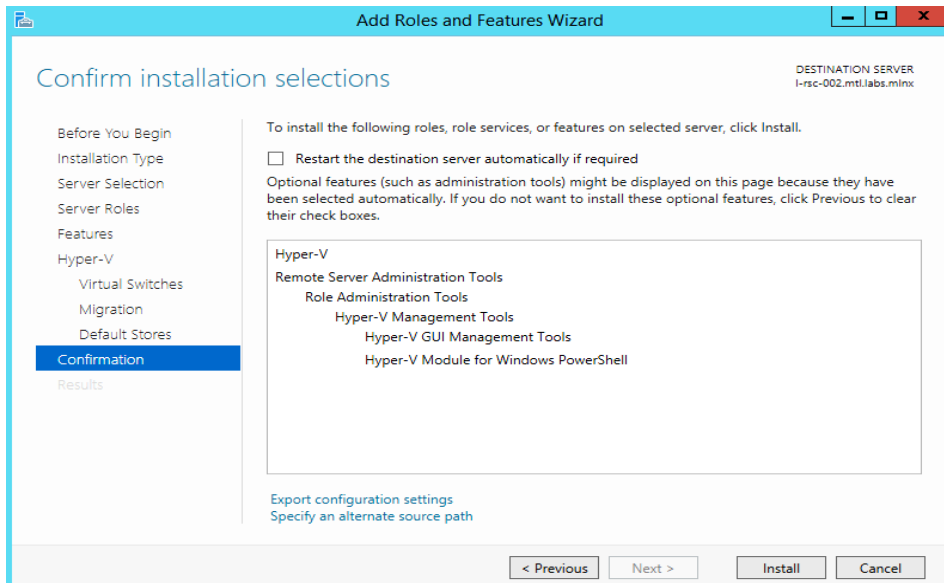 Add Roles and Features Wizard
Confirm installation selections
DESTINATION SERVER
l-rsc-002.mtl.labs.mlnx
Before You Begin
Installation Type
Server Selection
Server Roles
Features
Hyper-V
Virtual Switches
Migration
Default Stores
Confirmation
Results
To install the following roles, role services, or features on selected server, click Install.
Restart the destination server automatically if required
Optional features (such as administration tools) might be displayed on this page because they have
been selected automatically. If you do not want to install these optional features, click Previous to clear
their check boxes.
Hyper-V
Remote Server Administration Tools
Role Administration Tools
Hyper-V Management Tools
Hyper-V GUI Management Tools
Hyper-V Module for Windows PowerShell
Export configuration settings
Specify an alternate source path
< Previous
Next >
Install
Cancel